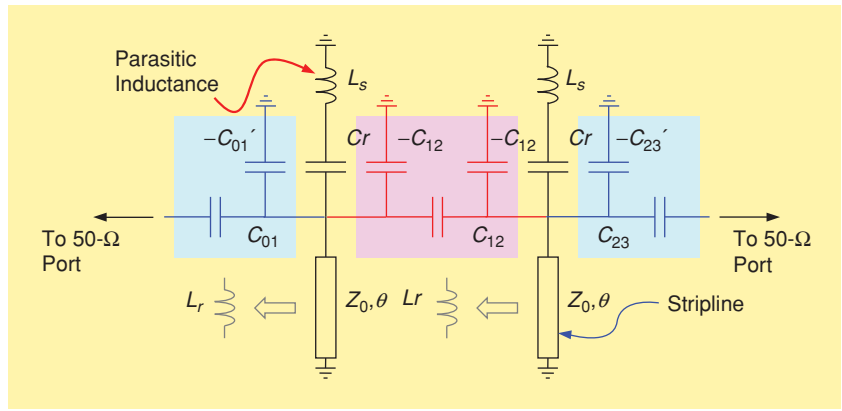 Parasitic
Inductance
Ls
Ls
−C01′
Cr
−C12
−C12
Cr
−C23′
To 50-Ω
Port
C01
C12
C23
To 50-Ω
Port
Lr
Z0,θ
Lr
Z0,θ
Stripline